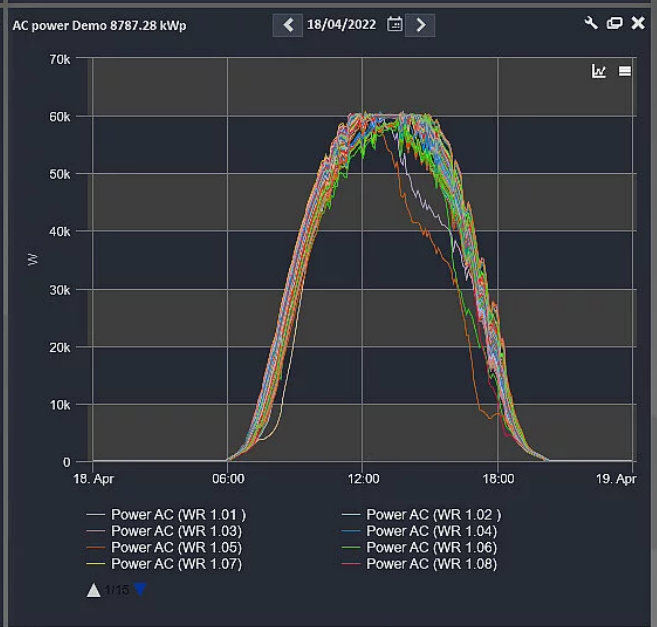 AC power Demo 8787.28 kWp
18/04/2022
70k
60k
50k
40k
30k
20k
10k
0
W
18. Apr 06:00 12:00 18:00 19. Apr
Power AC (WR 1.01 ) Power AC (WR 1.02 )
Power AC (WR 1.03) Power AC (WR 1.04)
Power AC (WR 1.05) Power AC (WR 1.06)
Power AC (WR 1.07) Power AC (WR 1.08)
1/15